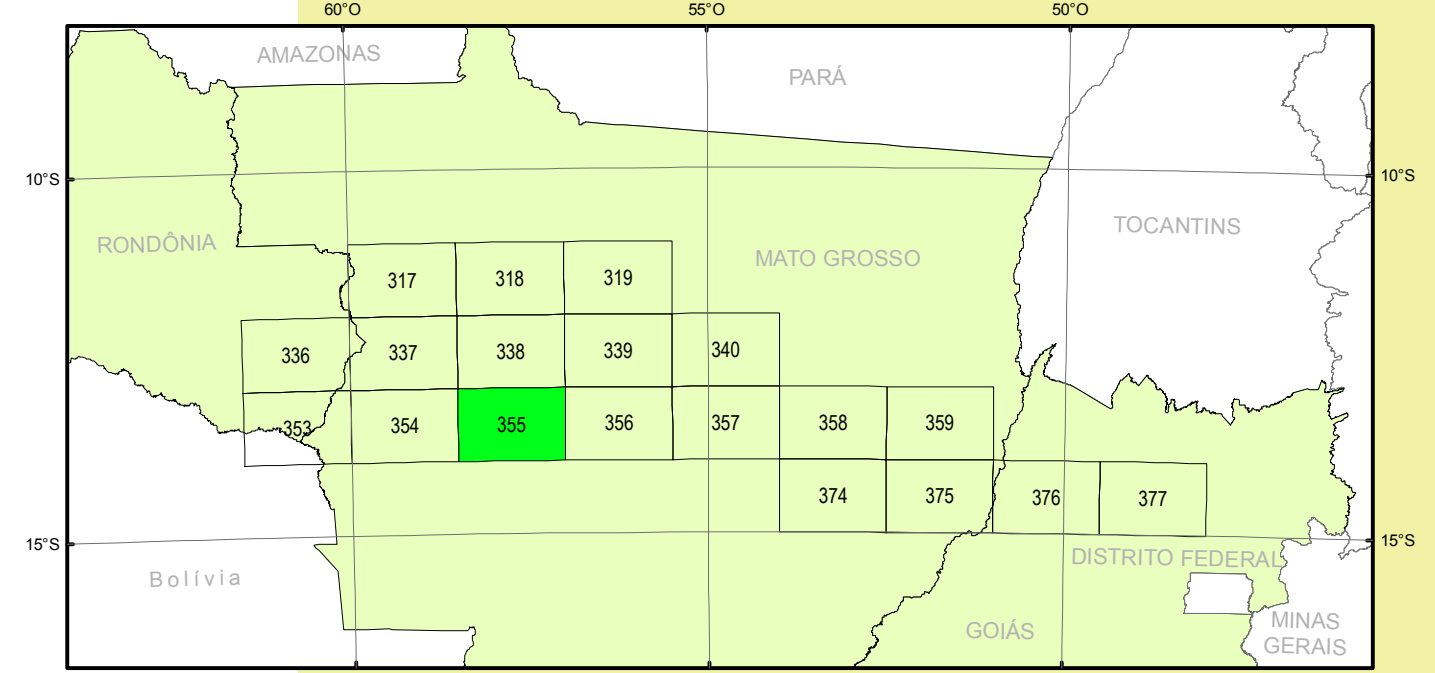 60°O 55°O 50°O
AMAZONAS
PARÁ
10°S 10°S
TOCANTINS
RONDÔNIA
MATO GROSSO
317 318 319
336 337 338 339 340
353 354 355 356 357 358 359
374 375 376 377
15°S 15°S
DISTRITO FEDERAL
Bolívia
MINAS
GERAIS
GOIÁS